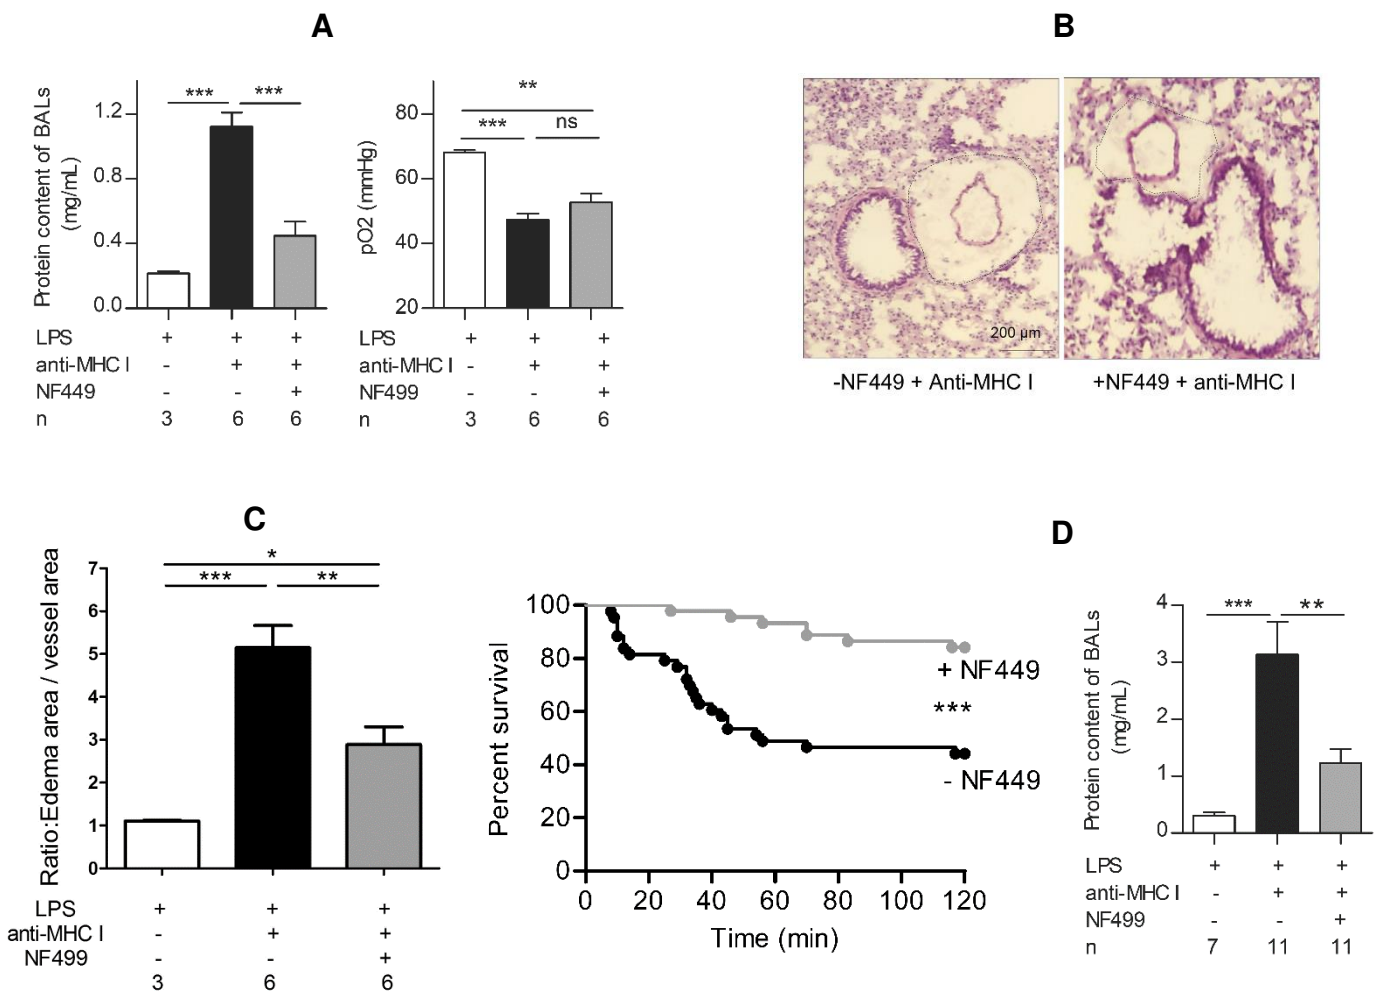 A
Protein content of BALs
(mg/mL)
1.2
0.8
0.4
0.0
*** ***
LPS + + +
anti-MHC I - + +
NF449 - - +
n 3 6 6
pO2 (mmHg)
80
60
40
20
**
*** ns
LPS + + +
anti-MHC I - + +
NF499 - - +
n 3 6 6
B
200 µm
-NF449 + Anti-MHC I
+NF449 + anti-MHC I
C
Ratio:Edema area / vessel area
7
6
5
4
3
2
1
0
*
*** **
LPS + + +
anti-MHC I - + +
NF499 - - +
3 6 6
D
Percent survival
100
80
60
40
20
0
+ NF449
***
- NF449
0 20 40 60 80 100 120
Time (min)
Protein content of BALs
(mg/mL)
4
3
2
1
0
*** **
LPS + + +
anti-MHC I - + +
NF499 - - +
n 7 11 11